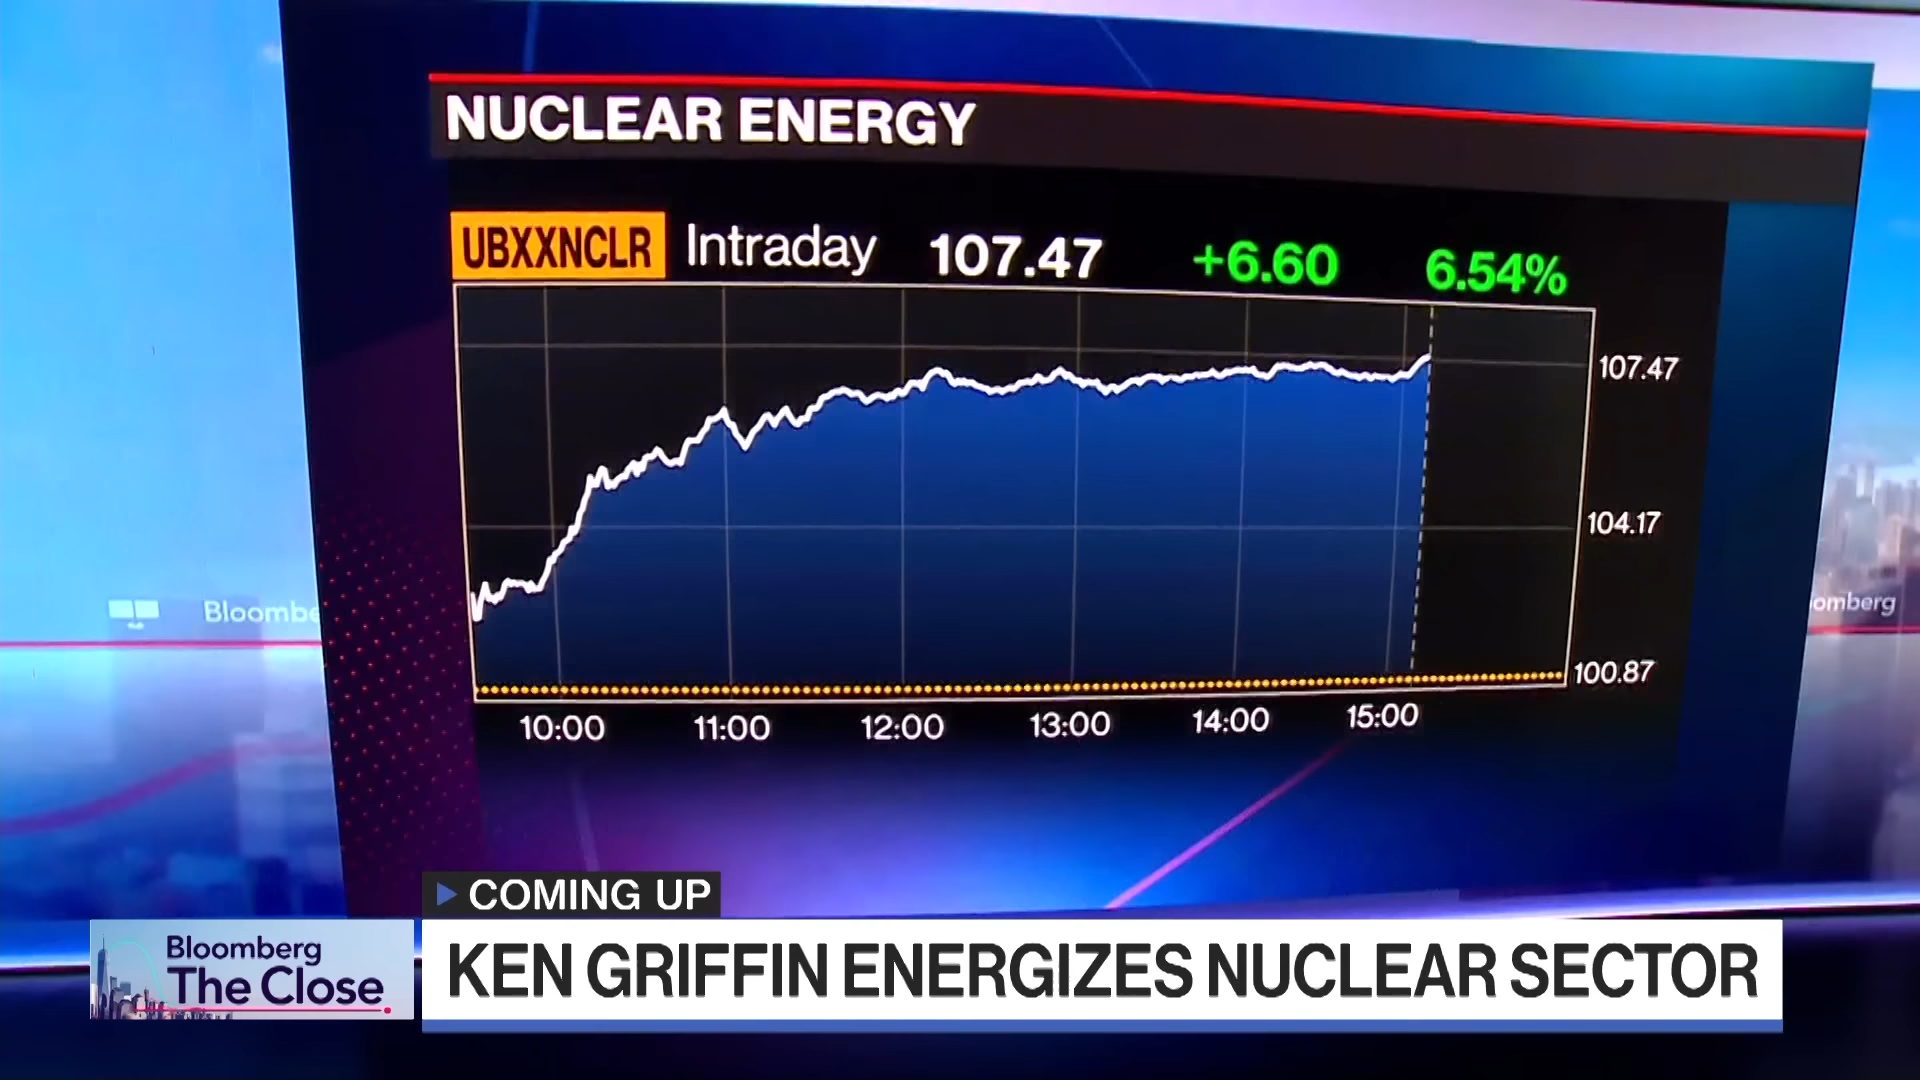 NUCLEAR ENERGY
UBXXNCLR Intraday 107.47 +6.60 6.54%
107.47
104.17
100.87
10:00 11:00 12:00 13:00 14:00 15:00
Bloombe
omberg
COMING UP
KEN GRIFFIN ENERGIZES NUCLEAR SECTOR
Bloomberg
The Close